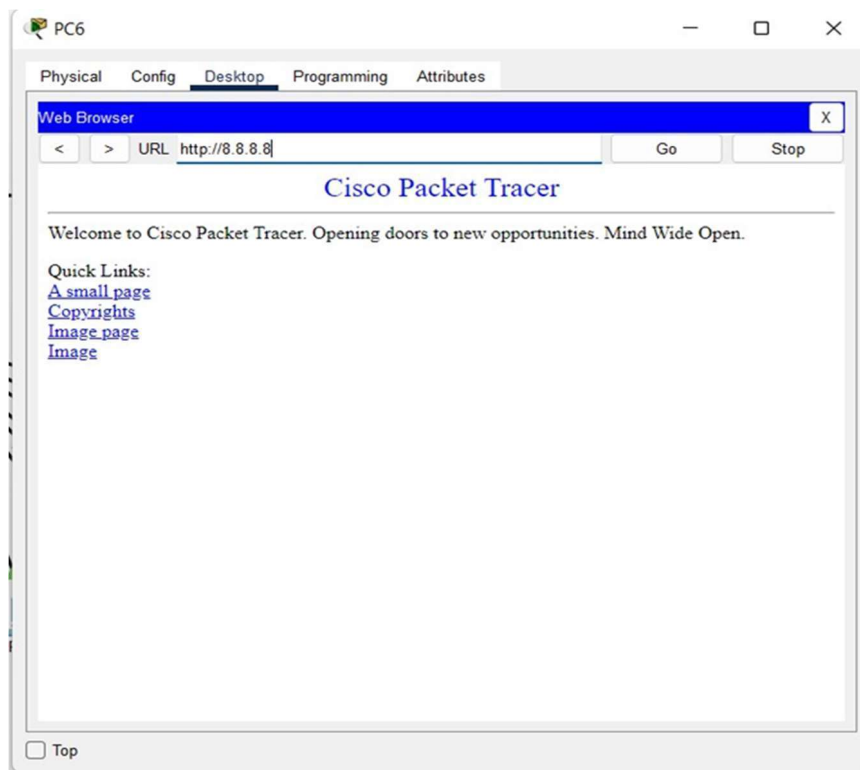 PC6
Physical Config Desktop Programming Attributes
Web Browser X
< > URL http://8.8.8.8 Go Stop
Cisco Packet Tracer
Welcome to Cisco Packet Tracer. Opening doors to new opportunities. Mind Wide Open.
Quick Links:
A small page
Copyrights
Image page
Image
Top